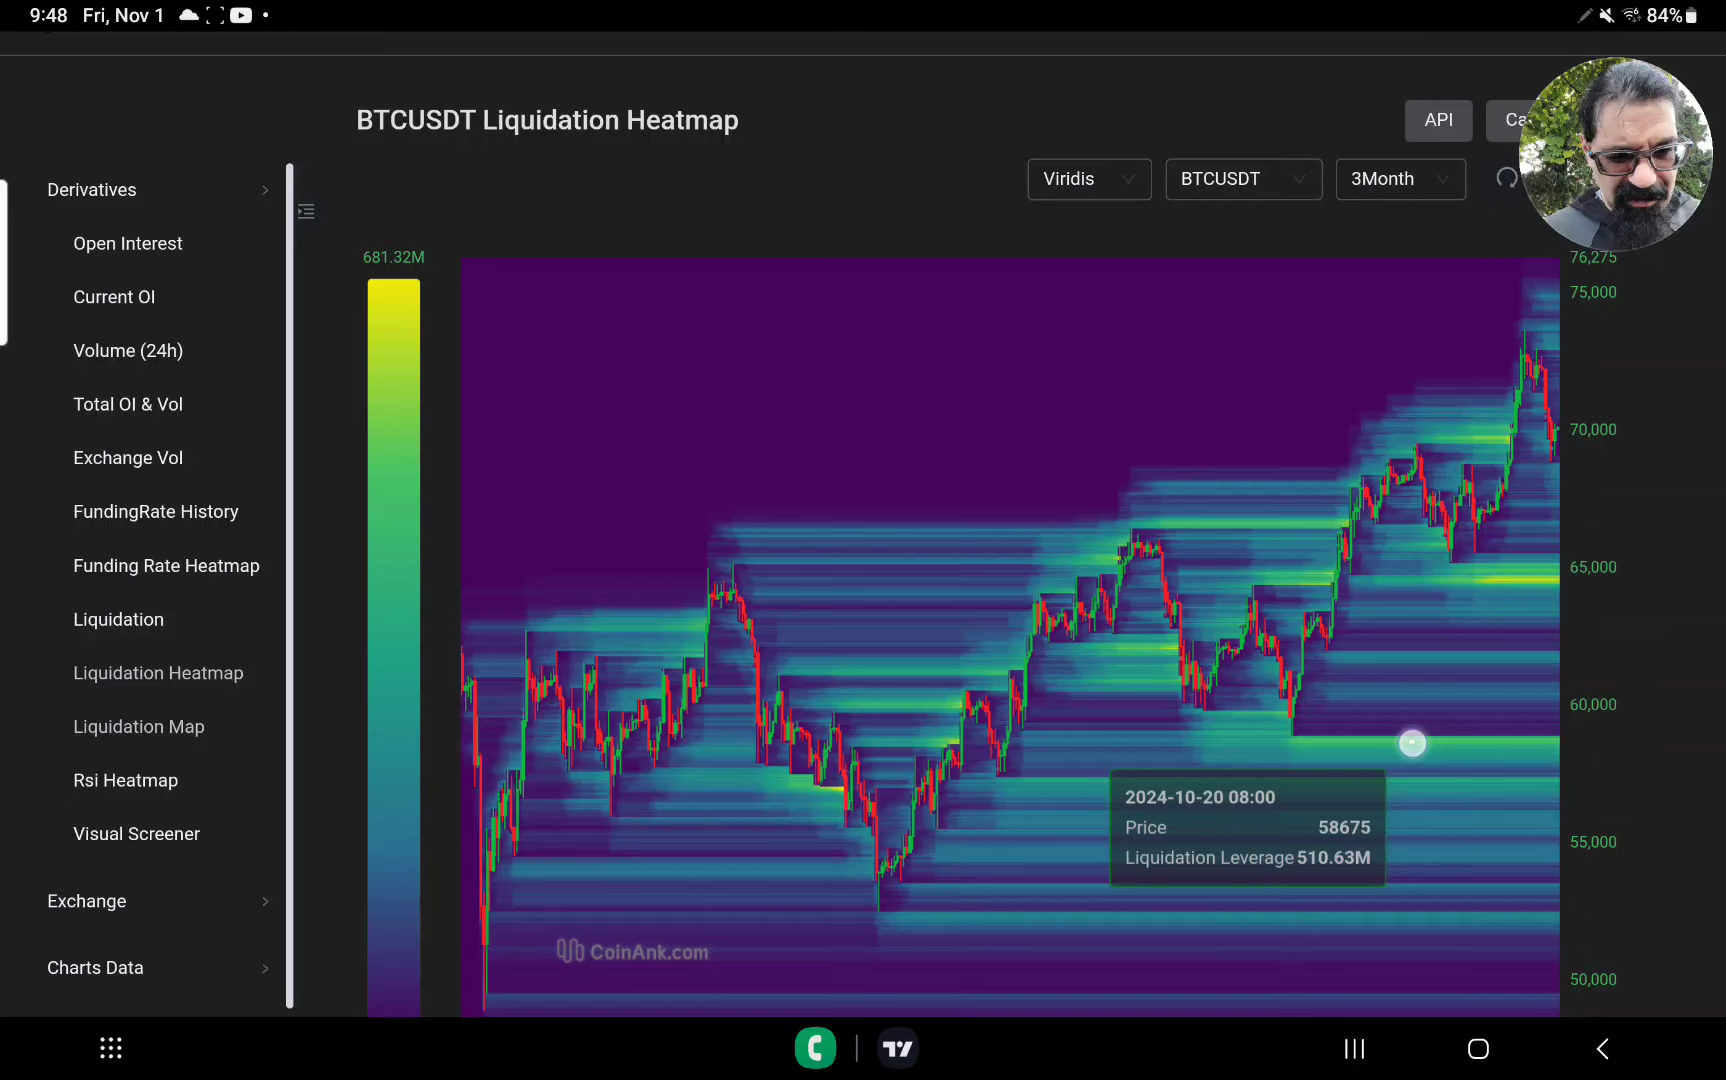 9:48 Fri, Nov 1
84%
BTCUSDT Liquidation Heatmap
API
Viridis
BTCUSDT
3Month
Derivatives
Open Interest
Current OI
Volume (24h)
Total OI & Vol
Exchange Vol
FundingRate History
Funding Rate Heatmap
Liquidation
Liquidation Heatmap
Liquidation Map
Rsi Heatmap
Visual Screener
Exchange
Charts Data
681.32M
76,275
75,000
70,000
65,000
60,000
55,000
50,000
2024-10-20 08:00
Price 58675
Liquidation Leverage 510.63M
CoinAnk.com